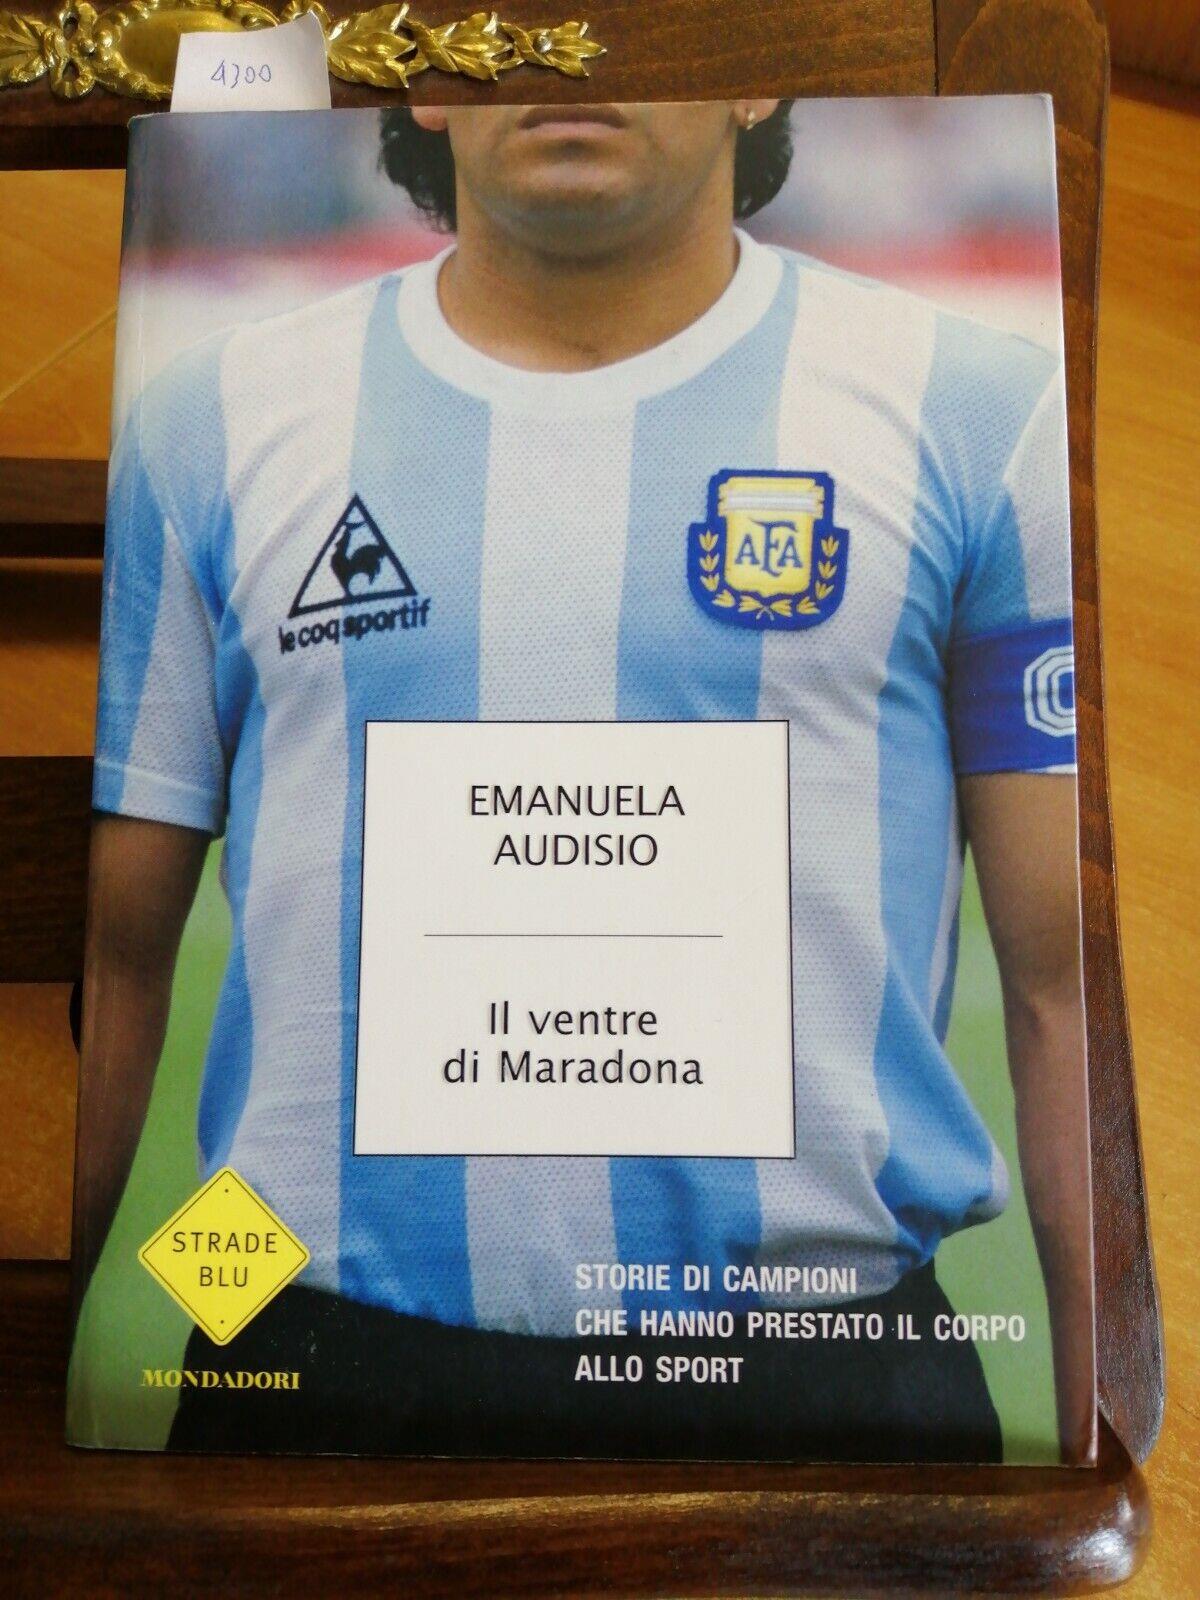 4300
le coq sportif
AFA
EMANUELA
AUDISIO
Il ventre
di Maradona
STRADE
BLU
MONDADORI
STORIE DI CAMPIONI
CHE HANNO PRESTATO IL CORPO
ALLO SPORT